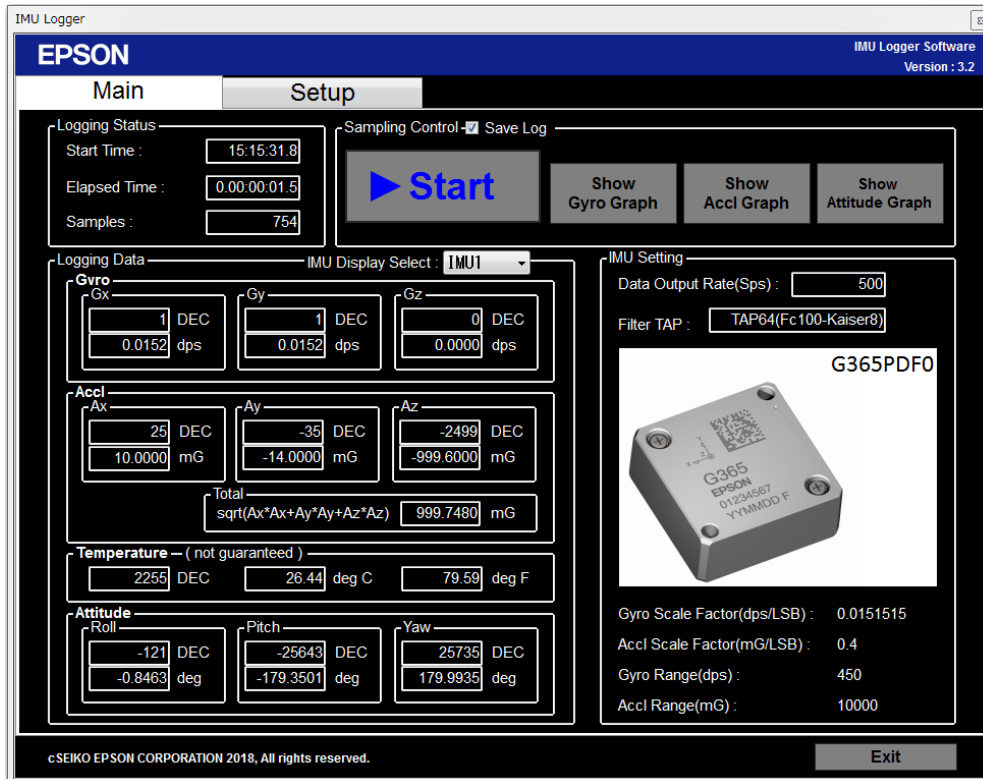 IMU Logger
EPSON
IMU Logger Software
Version : 3.2
Main
Setup
Logging Status
Start Time : 15:15:31.8
Elapsed Time : 0.00:00:01.5
Samples : 754
Sampling Control Save Log
Start
Show
Gyro Graph
Show
Accl Graph
Show
Attitude Graph
Logging Data
IMU Display Select : IMU1
Gyro
Gx
1 DEC
0.0152 dps
Gy
1 DEC
0.0152 dps
Gz
0 DEC
0.0000 dps
Accl
Ax
25 DEC
10.0000 mG
Ay
-35 DEC
-14.0000 mG
Az
-2499 DEC
-999.6000 mG
Total
sqrt(Ax*Ax+Ay*Ay+Az*Az) 999.7480 mG
Temperature ( not guaranteed )
2255 DEC 26.44 deg C 79.59 deg F
Attitude
Roll
-121 DEC
-0.8463 deg
Pitch
-25643 DEC
-179.3501 deg
Yaw
25735 DEC
179.9935 deg
IMU Setting
Data Output Rate(Sps) : 500
Filter TAP : TAP64(Fc100-Kaiser8)
G365PDF0
X
Y
Z
G365
EPSON
01234567
YYMMDD F
Gyro Scale Factor(dps/LSB) : 0.0151515
Accl Scale Factor(mG/LSB) : 0.4
Gyro Range(dps) : 450
Accl Range(mG) : 10000
cSEIKO EPSON CORPORATION 2018, All rights reserved.
Exit